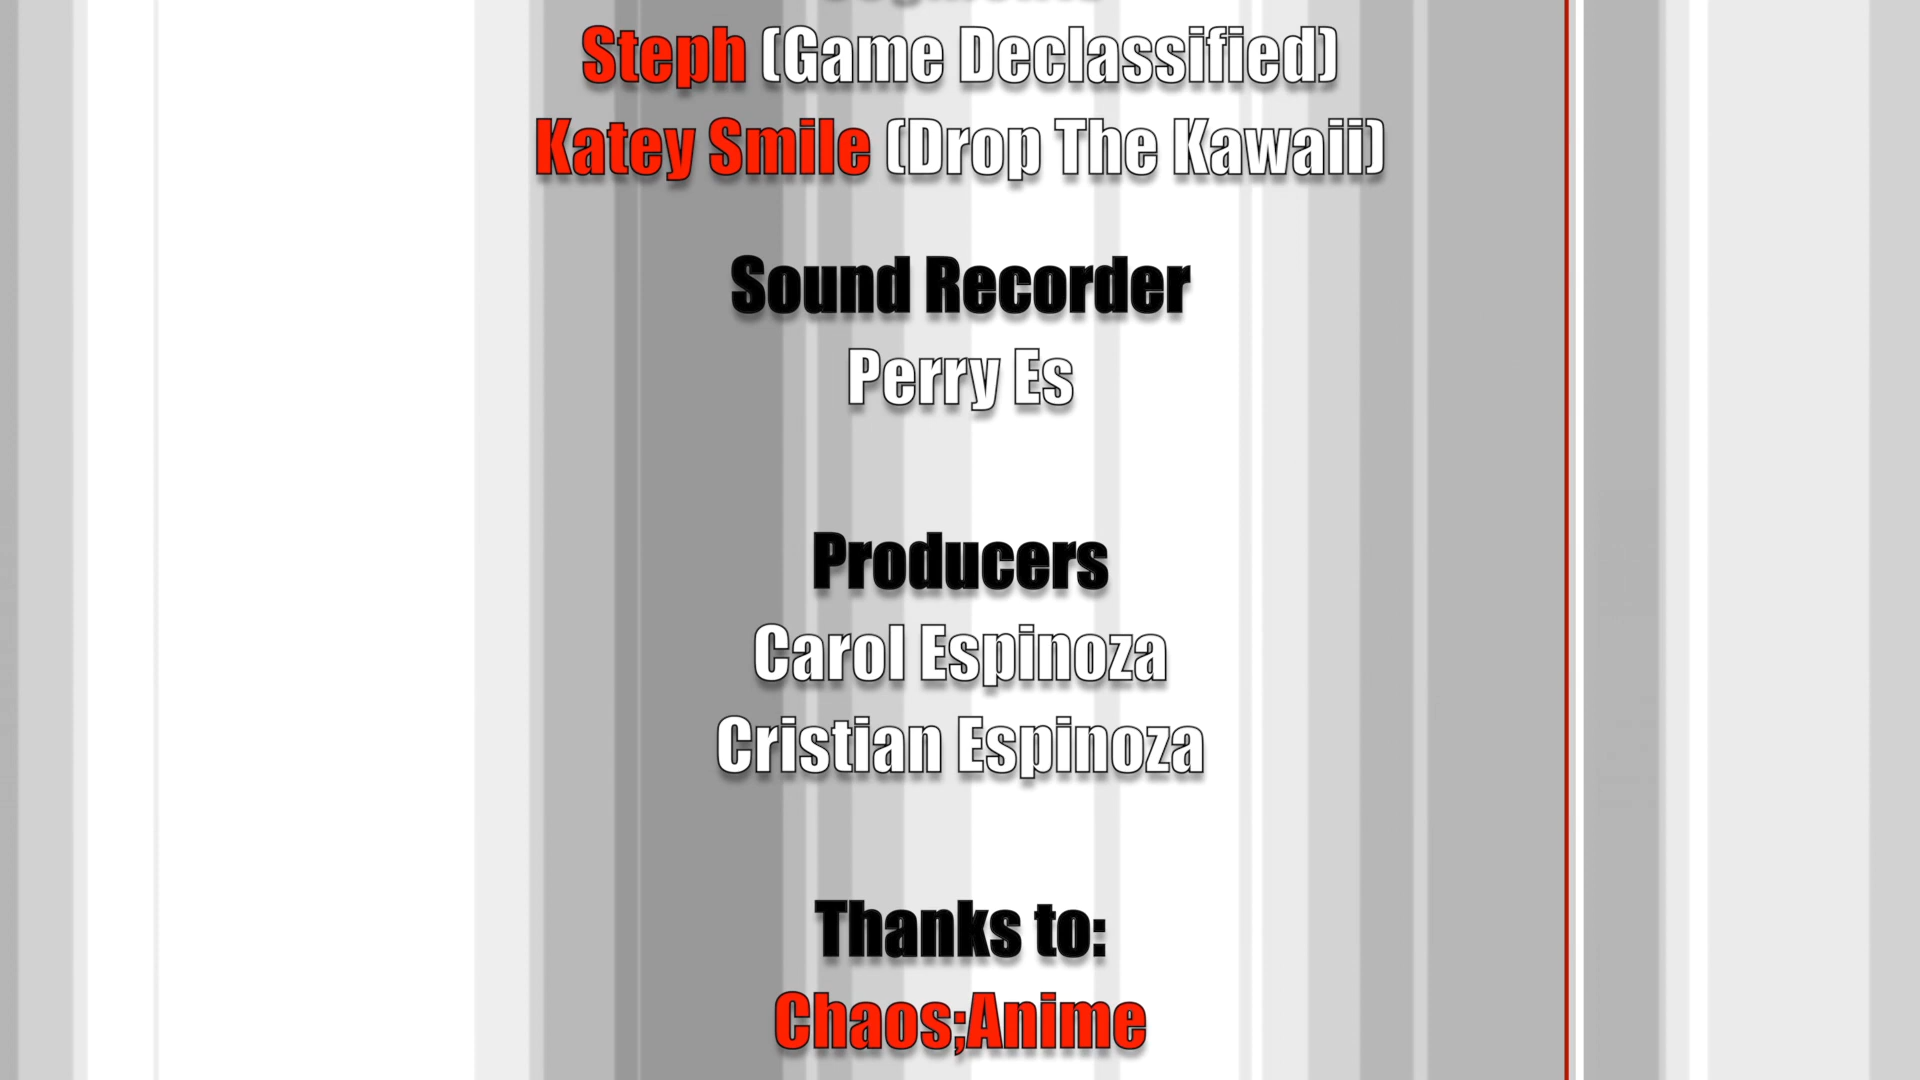 Steph (Game Declassified)
Katey Smile (Drop The Kawaii)
Sound Recorder
Perry Es
Producers
Carol Espinoza
Cristian Espinoza
Thanks to:
Chaos;Anime